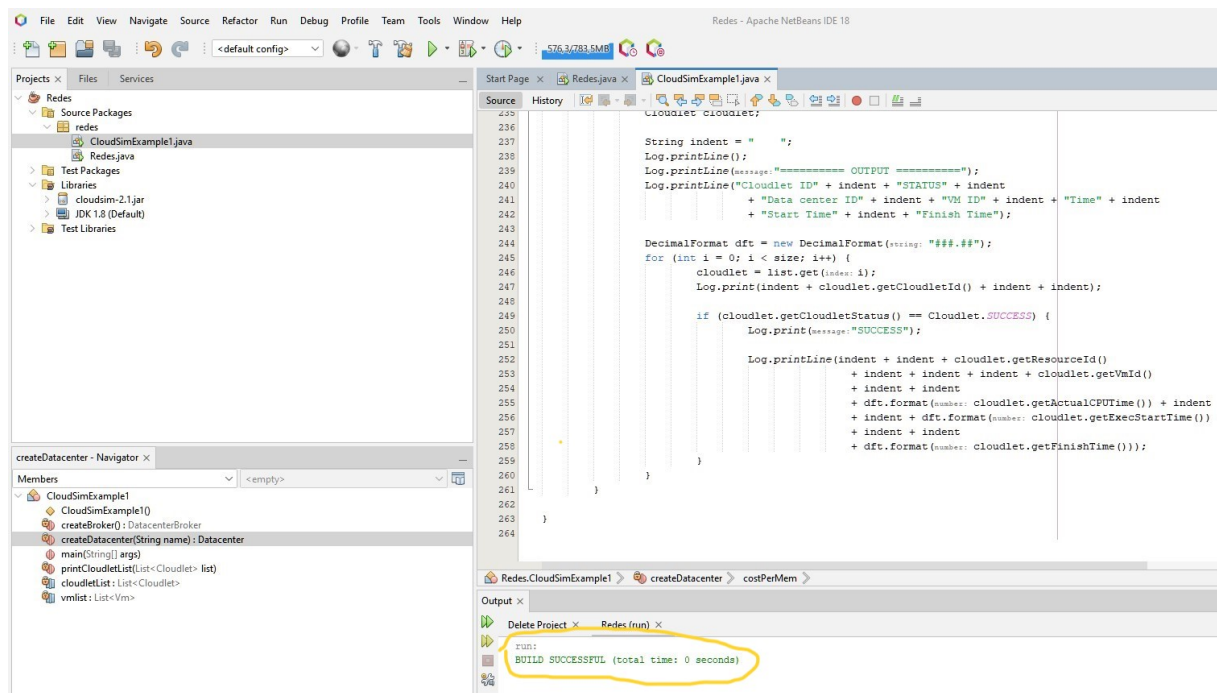 File Edit View Navigate Source Refactor Run Debug Profile Team Tools Window Help
Redes - Apache NetBeans IDE 18
<default config>
576,3/783,5MB
Projects × Files Services
Redes
Source Packages
redes
CloudSimExample1.java
Redes.java
Test Packages
Libraries
cloudsim-2.1.jar
JDK 1.8 (Default)
Test Libraries
createDatacenter - Navigator ×
Members
<empty>
CloudSimExample1
CloudSimExample1()
createBroker() : DatacenterBroker
createDatacenter(String name) : Datacenter
main(String[] args)
printCloudletList(List<Cloudlet> list)
cloudletList : List<Cloudlet>
vmlist : List<Vm>
Start Page × Redes.java × CloudSimExample1.java ×
Source History
235 Cloudlet cloudlet;
236
237 String indent = "    ";
238 Log.printLine();
239 Log.printLine(message: "========== OUTPUT ==========");
240 Log.printLine("Cloudlet ID" + indent + "STATUS" + indent
241 + "Data center ID" + indent + "VM ID" + indent + "Time" + indent
242 + "Start Time" + indent + "Finish Time");
243
244 DecimalFormat dft = new DecimalFormat(string: "###.##");
245 for (int i = 0; i < size; i++) {
246 cloudlet = list.get(index: i);
247 Log.print(indent + cloudlet.getCloudletId() + indent + indent);
248
249 if (cloudlet.getCloudletStatus() == Cloudlet.SUCCESS) {
250 Log.print(message: "SUCCESS");
251
252 Log.printLine(indent + indent + cloudlet.getResourceId()
253 + indent + indent + indent + cloudlet.getVmId()
254 + indent + indent
255 + dft.format(number: cloudlet.getActualCPUTime()) + indent
256 + indent + dft.format(number: cloudlet.getExecStartTime())
257 + indent + indent
258 + dft.format(number: cloudlet.getFinishTime()));
259 }
260 }
261 }
262
263 }
264
Redes.CloudSimExample1 createDatacenter costPerMem
Output ×
Delete Project × Redes (run) ×
run:
BUILD SUCCESSFUL (total time: 0 seconds)